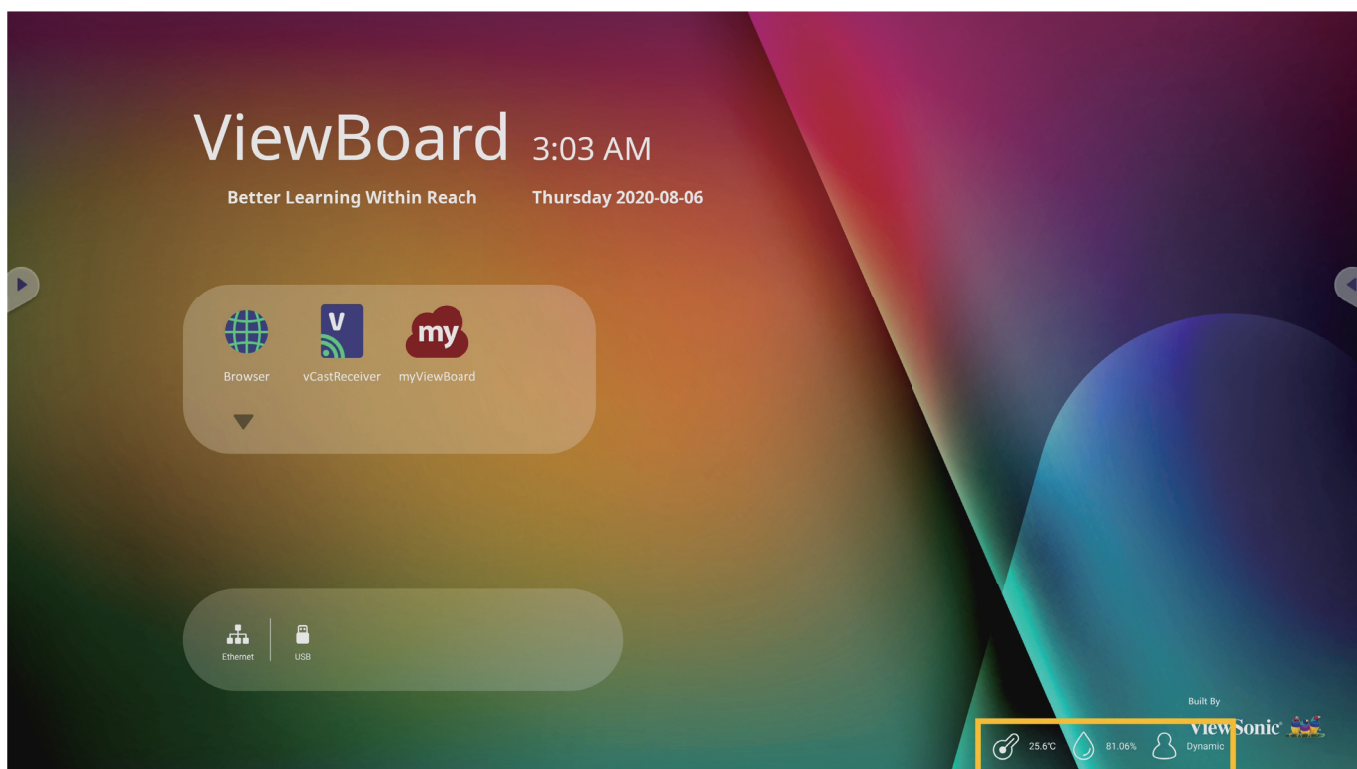 ViewBoard 3:03 AM
Better Learning Within Reach Thursday 2020-08-06
V my
Browser vCastReceiver myViewBoard
Ethernet USB
Built By
ViewSonic®
25.6℃ 81.06% Dynamic